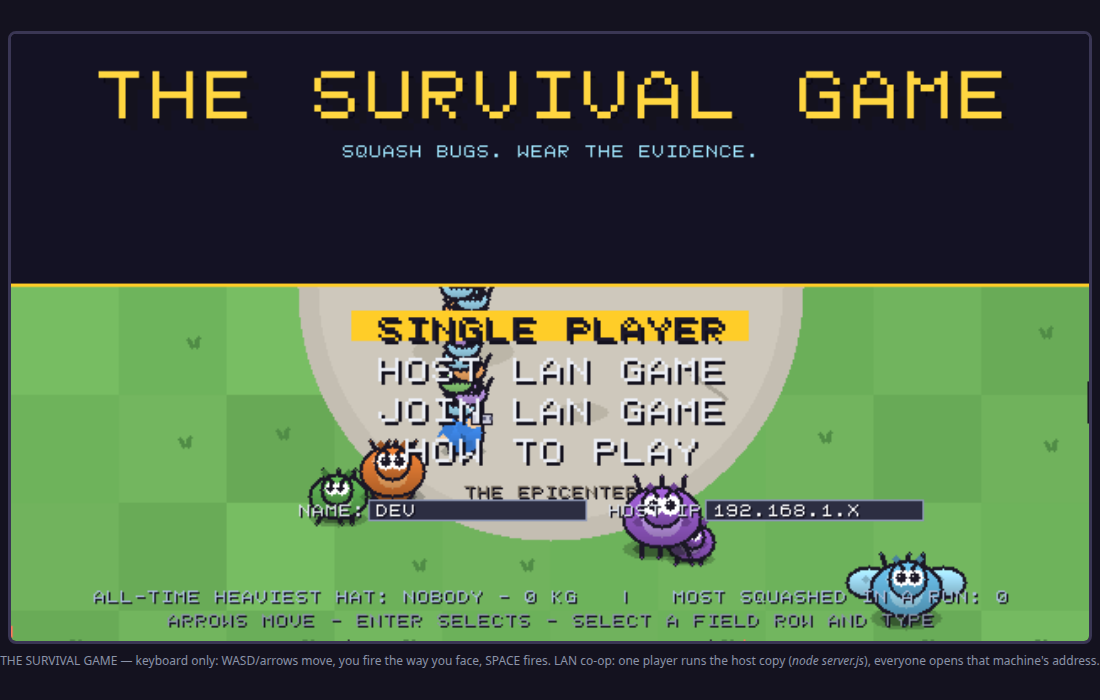 THE SURVIVAL GAME
SQUASH BUGS. WEAR THE EVIDENCE.
SINGLE PLAYER
HOST LAN GAME
JOIN LAN GAME
HOW TO PLAY
THE EPICENTER
NAME: DEV HOST IP 192.168.1.X
ALL-TIME HEAVIEST HAT: NOBODY - 0 KG | MOST SQUASHED IN A RUN: 0
ARROWS MOVE - ENTER SELECTS - SELECT A FIELD ROW AND TYPE
THE SURVIVAL GAME — keyboard only: WASD/arrows move, you fire the way you face, SPACE fires. LAN co-op: one player runs the host copy (node server.js), everyone opens that machine's address.